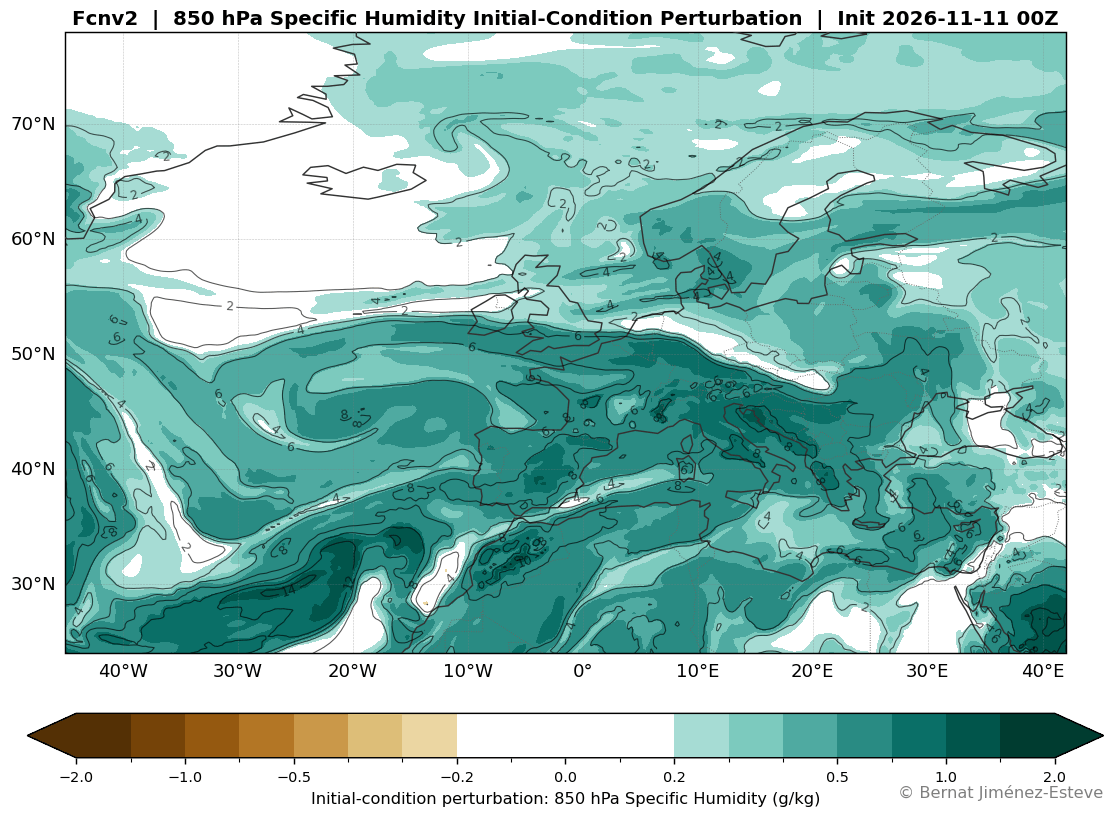 Fcnv2 | 850 hPa Specific Humidity Initial-Condition Perturbation | Init 2026-11-11 00Z
70°N
60°N
50°N
40°N
30°N
40°W
30°W
20°W
10°W
0°
10°E
20°E
30°E
40°E
−2.0
−1.0
−0.5
−0.2
0.0
0.2
0.5
1.0
2.0
Initial-condition perturbation: 850 hPa Specific Humidity (g/kg)
© Bernat Jiménez-Esteve